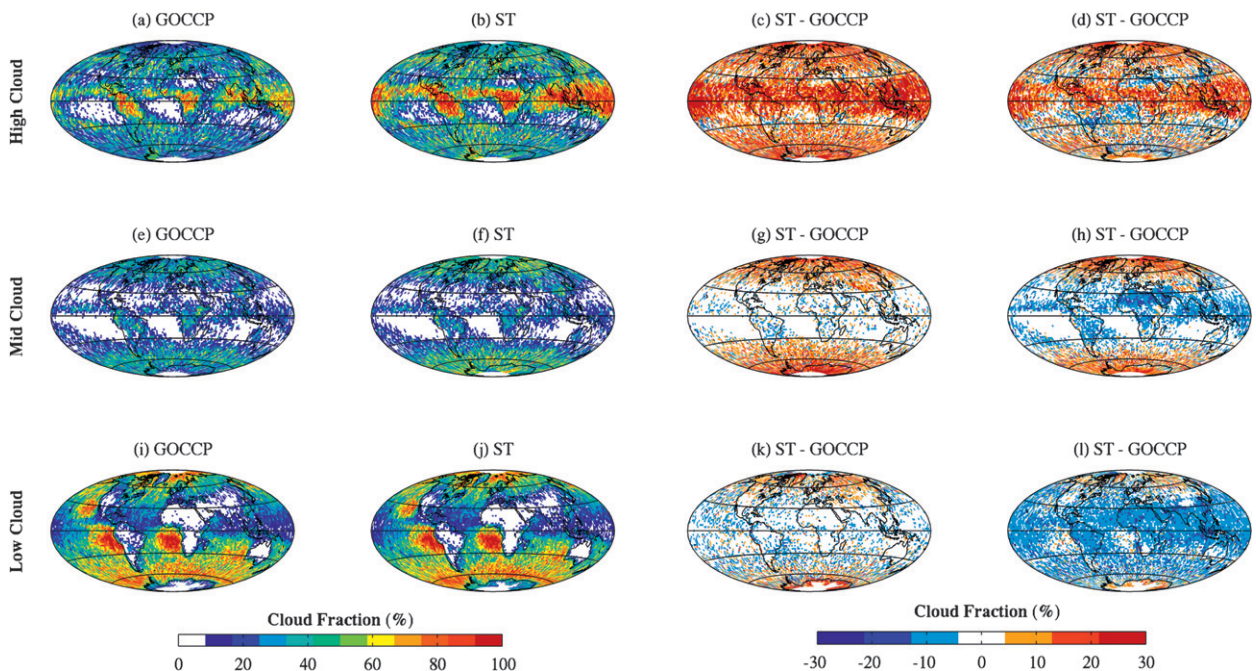 (a) GOCCP (b) ST (c) ST - GOCCP (d) ST - GOCCP
High Cloud
(e) GOCCP (f) ST (g) ST - GOCCP (h) ST - GOCCP
Mid Cloud
(i) GOCCP (j) ST (k) ST - GOCCP (l) ST - GOCCP
Low Cloud
Cloud Fraction (%) Cloud Fraction (%)
0 20 40 60 80 100 -30 -20 -10 0 10 20 30